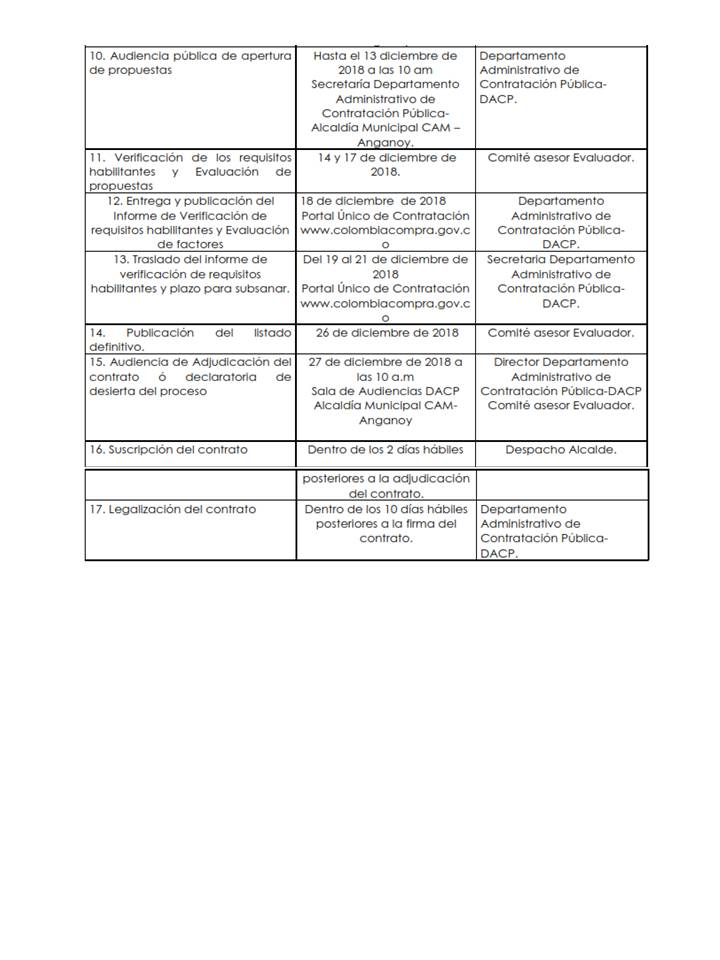 10. Audiencia pública de apertura
de propuestas
Hasta el 13 diciembre de
2018 a las 10 am
Secretaría Departamento
Administrativo de
Contratación Pública-
Alcaldía Municipal CAM –
Anganoy.
Departamento
Administrativo de
Contratación Pública-
DACP.
11. Verificación de los requisitos
habilitantes y Evaluación de
propuestas
14 y 17 de diciembre de
2018.
Comité asesor Evaluador.
12. Entrega y publicación del
Informe de Verificación de
requisitos habilitantes y Evaluación
de factores
18 de diciembre de 2018
Portal Único de Contratación
www.colombiacompra.gov.c
o
Departamento
Administrativo de
Contratación Pública-
DACP.
13. Traslado del informe de
verificación de requisitos
habilitantes y plazo para subsanar.
Del 19 al 21 de diciembre de
2018
Portal Único de Contratación
www.colombiacompra.gov.c
o
Secretaria Departamento
Administrativo de
Contratación Pública-
DACP.
14. Publicación del listado
definitivo.
26 de diciembre de 2018
Comité asesor Evaluador.
15. Audiencia de Adjudicación del
contrato ó declaratoria de
desierta del proceso
27 de diciembre de 2018 a
las 10 a.m
Sala de Audiencias DACP
Alcaldía Municipal CAM-
Anganoy
Director Departamento
Administrativo de
Contratación Pública-DACP
Comité asesor Evaluador.
16. Suscripción del contrato
Dentro de los 2 días hábiles
Despacho Alcalde.
posteriores a la adjudicación
del contrato.
17. Legalización del contrato
Dentro de los 10 días hábiles
posteriores a la firma del
contrato.
Departamento
Administrativo de
Contratación Pública-
DACP.